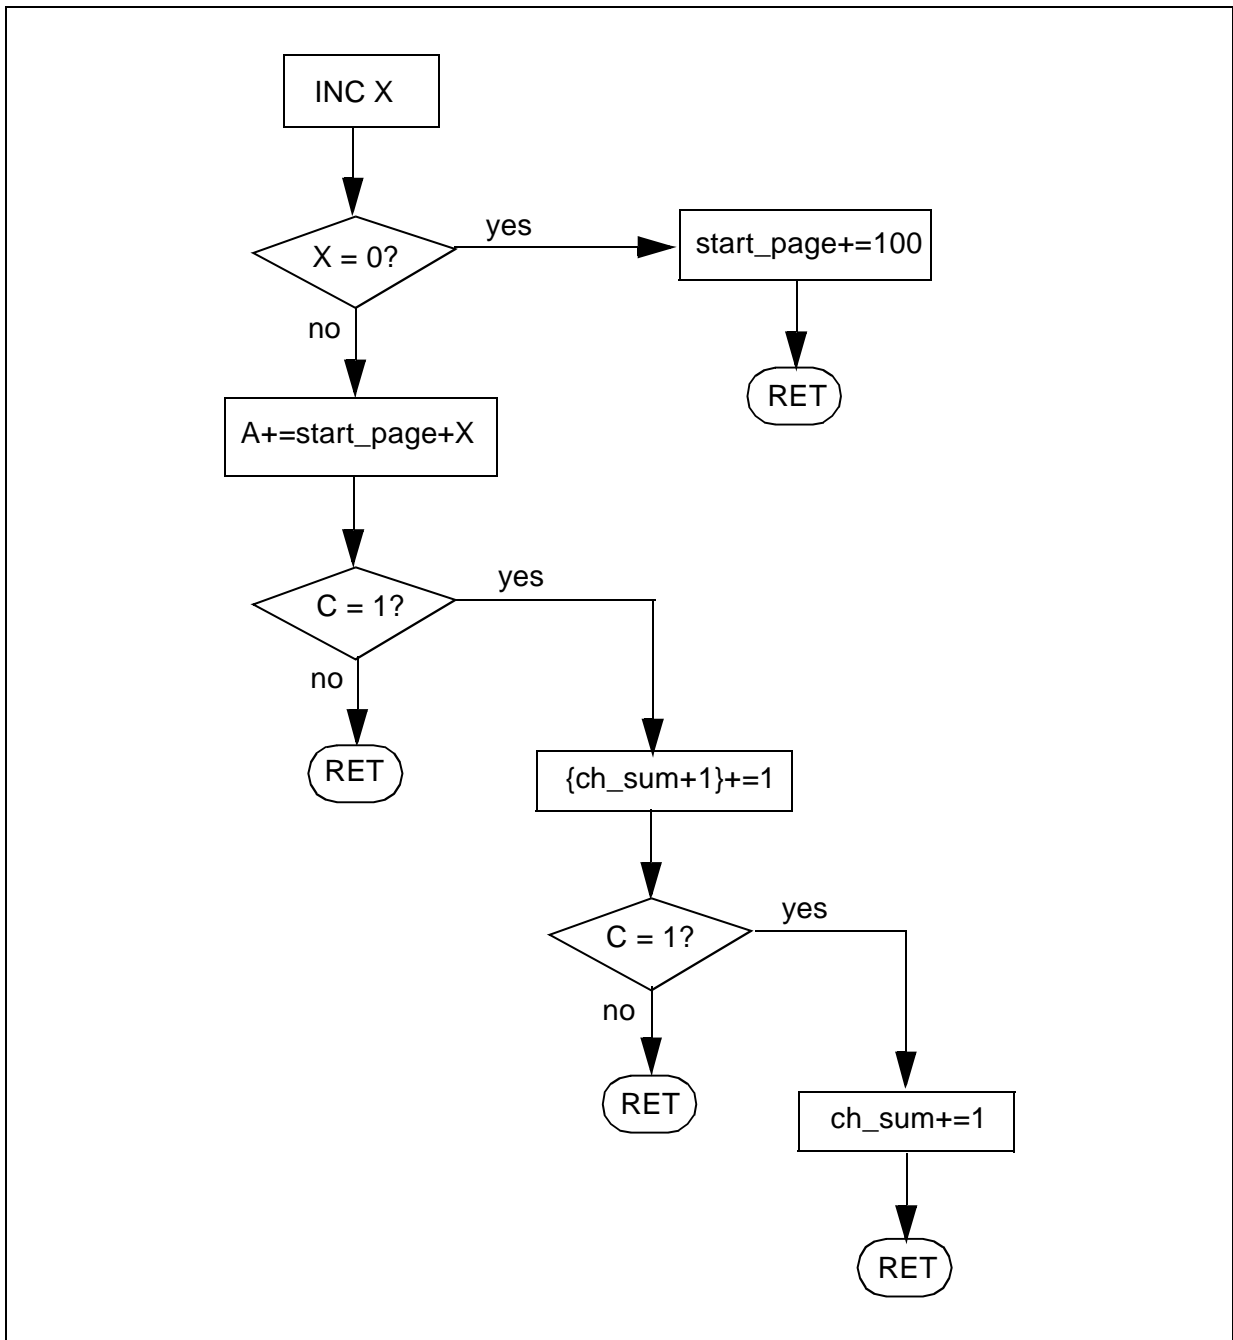 INC X
X = 0?
yes
start_page+=100
no
RET
A+=start_page+X
C = 1?
yes
no
RET
{ch_sum+1}+=1
C = 1?
yes
no
RET
ch_sum+=1
RET